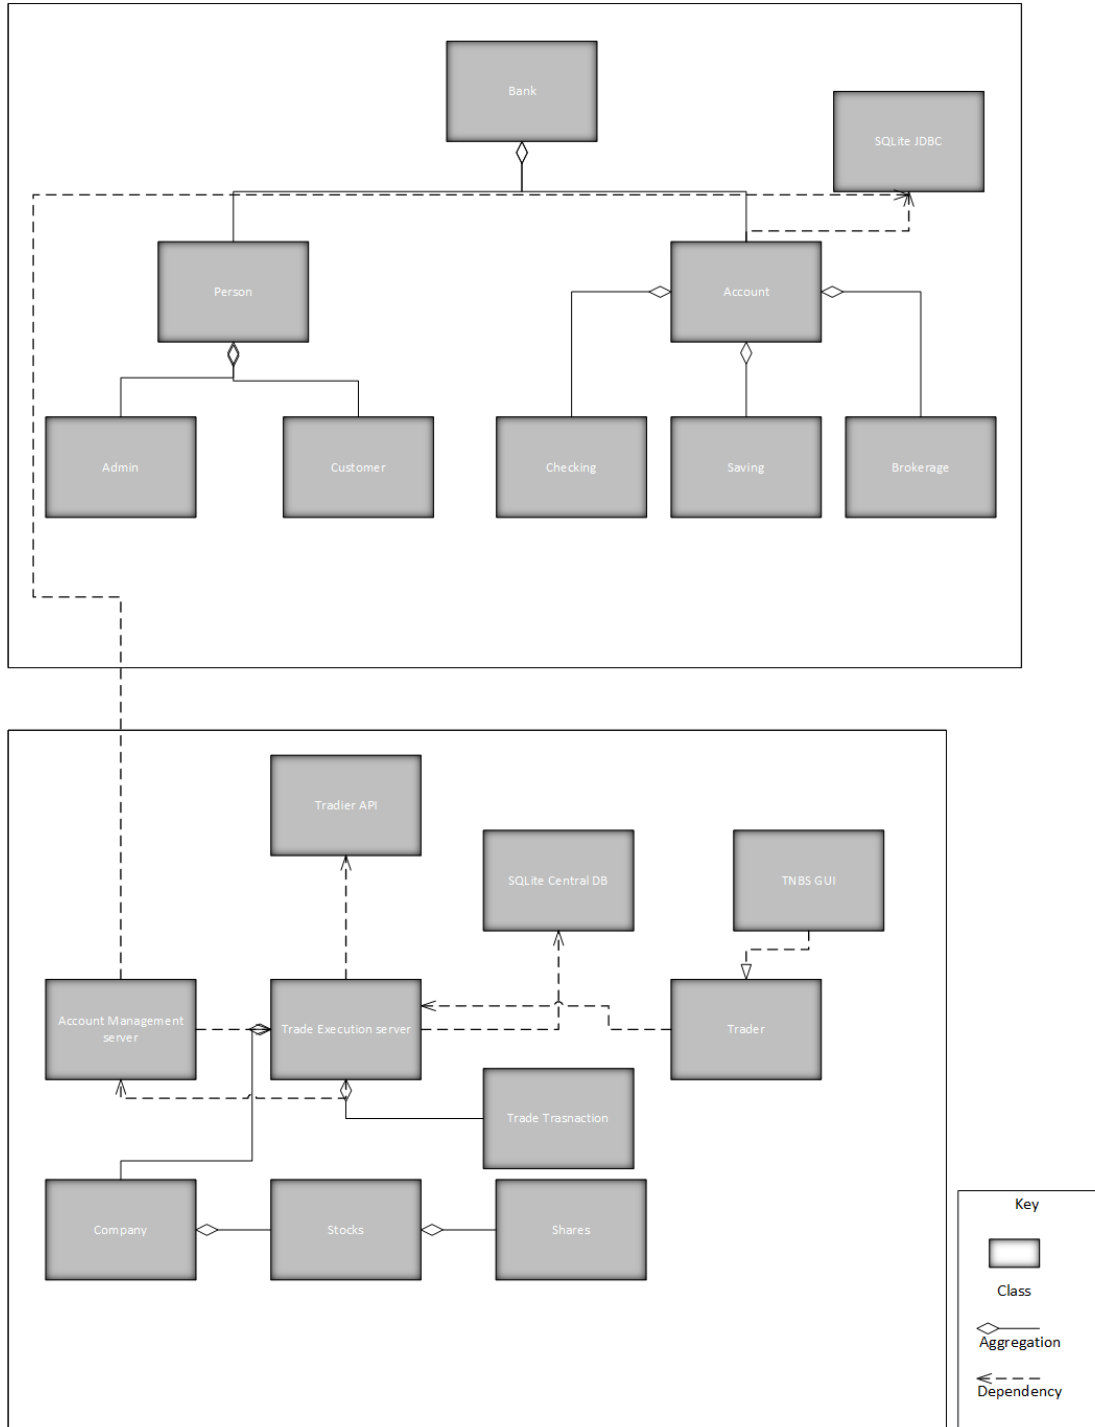 Bank
SQLite JDBC
Person
Account
Admin
Customer
Checking
Saving
Brokerage
Tradier API
SQLite Central DB
TNBS GUI
Account Management
server
Trade Execution server
Trader
Trade Trasnaction
Company
Stocks
Shares
Key
Class
Aggregation
Dependency